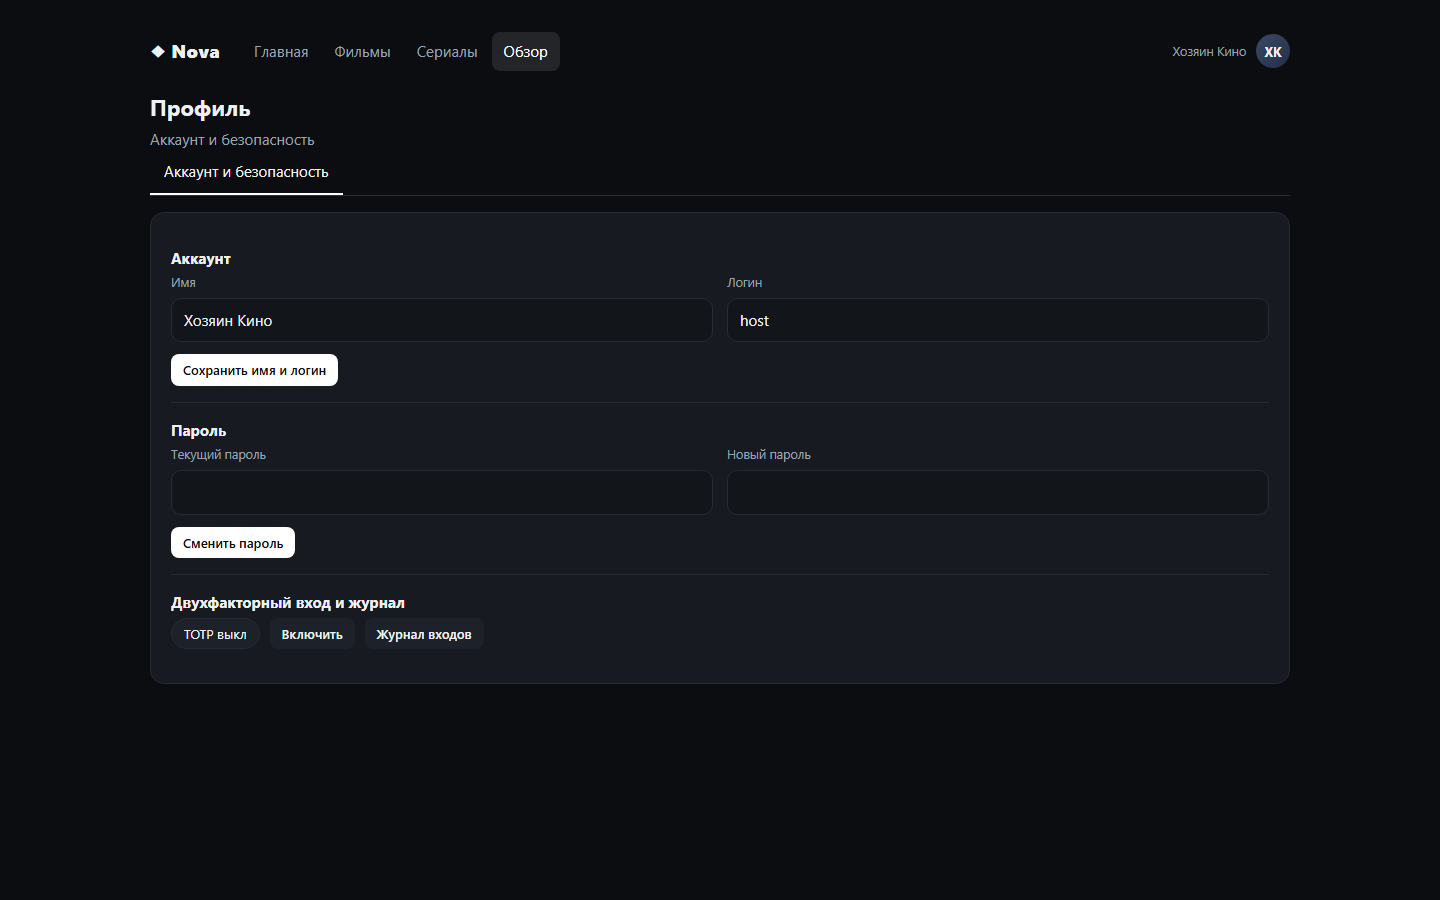 Nova Главная Фильмы Сериалы Обзор Хозяин Кино ХК
Профиль
Аккаунт и безопасность
Аккаунт и безопасность
Аккаунт
Имя Логин
Хозяин Кино host
Сохранить имя и логин
Пароль
Текущий пароль Новый пароль
Сменить пароль
Двухфакторный вход и журнал
TOTP выкл Включить Журнал входов